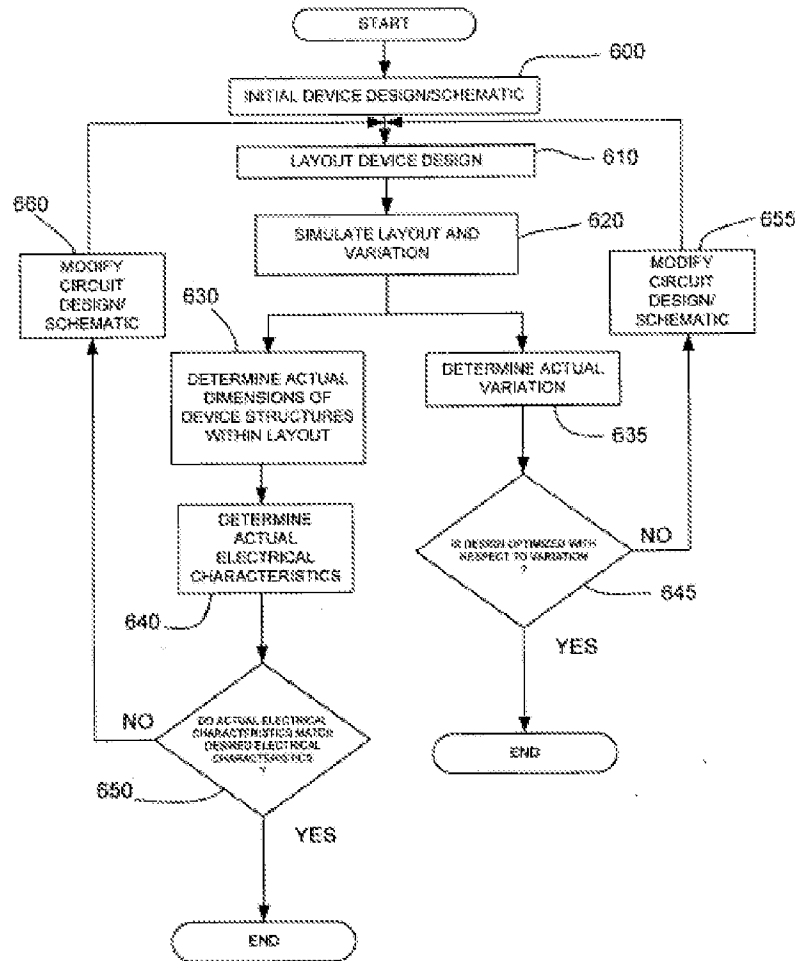 START
600
INITIAL DEVICE DESIGN/SCHEMATIC
LAYOUT DEVICE DESIGN
610
620
SIMULATE LAYOUT AND
VARIATION
660
MODIFY
CIRCUIT
DESIGN/
SCHEMATIC
655
MODIFY
CIRCUIT
DESIGN/
SCHEMATIC
630
DETERMINE ACTUAL
DIMENSIONS OF
DEVICE STRUCTURES
WITHIN LAYOUT
DETERMINE ACTUAL
VARIATION
635
DETERMINE
ACTUAL
ELECTRICAL
CHARACTERISTICS
640
IS DESIGN OPTIMIZED WITH
RESPECT TO VARIATION
?
NO
645
YES
END
DO ACTUAL ELECTRICAL
CHARACTERISTICS MATCH
DESIRED ELECTRICAL
CHARACTERISTICS
?
NO
650
YES
END